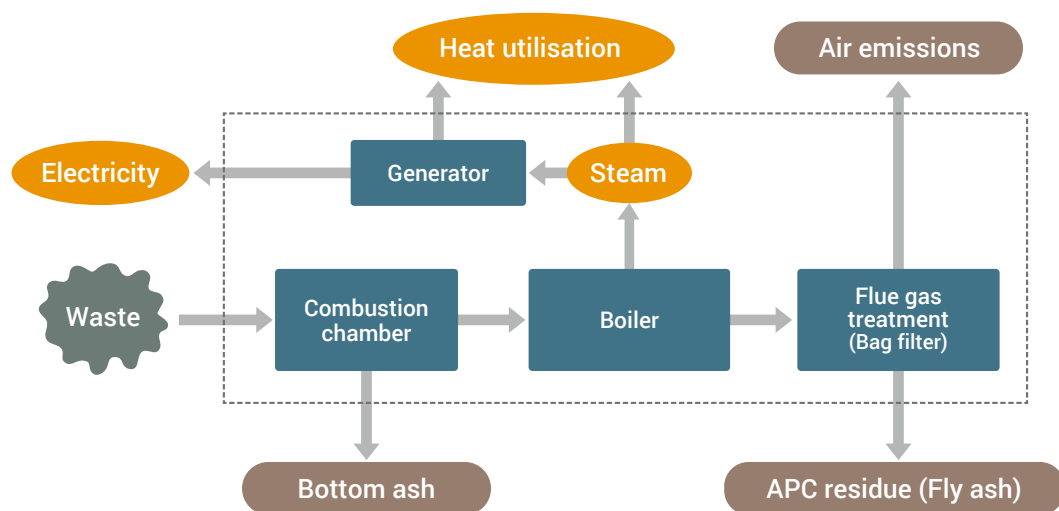 Heat utilisation
Air emissions
Electricity
Generator
Steam
Waste
Combustion
chamber
Boiler
Flue gas
treatment
(Bag filter)
Bottom ash
APC residue (Fly ash)